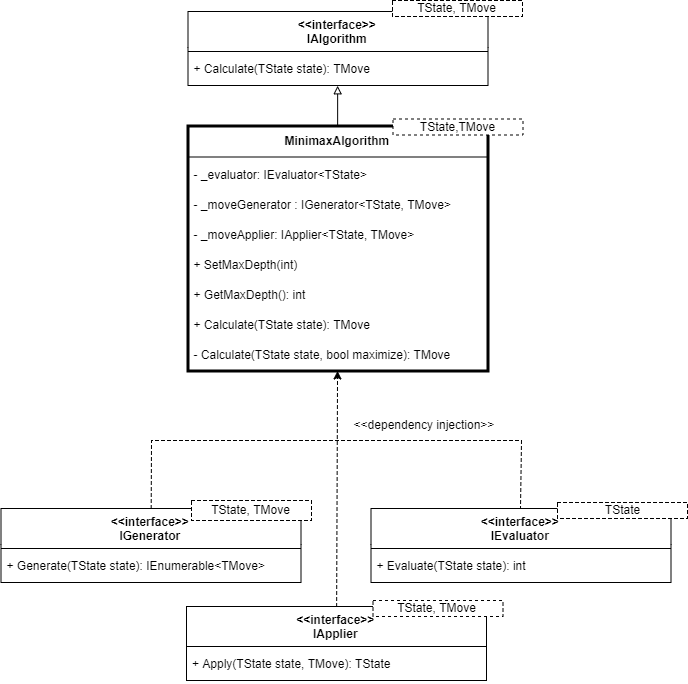 TState, TMove
<<interface>>
IAlgorithm
+ Calculate(TState state): TMove
TState,TMove
MinimaxAlgorithm
- _evaluator: IEvaluator<TState>
- _moveGenerator : IGenerator<TState, TMove>
- _moveApplier: IApplier<TState, TMove>
+ SetMaxDepth(int)
+ GetMaxDepth(): int
+ Calculate(TState state): TMove
- Calculate(TState state, bool maximize): TMove
<<dependency injection>>
TState, TMove
<<interface>>
IGenerator
+ Generate(TState state): IEnumerable<TMove>
TState
<<interface>>
IEvaluator
+ Evaluate(TState state): int
TState, TMove
<<interface>>
IApplier
+ Apply(TState state, TMove): TState